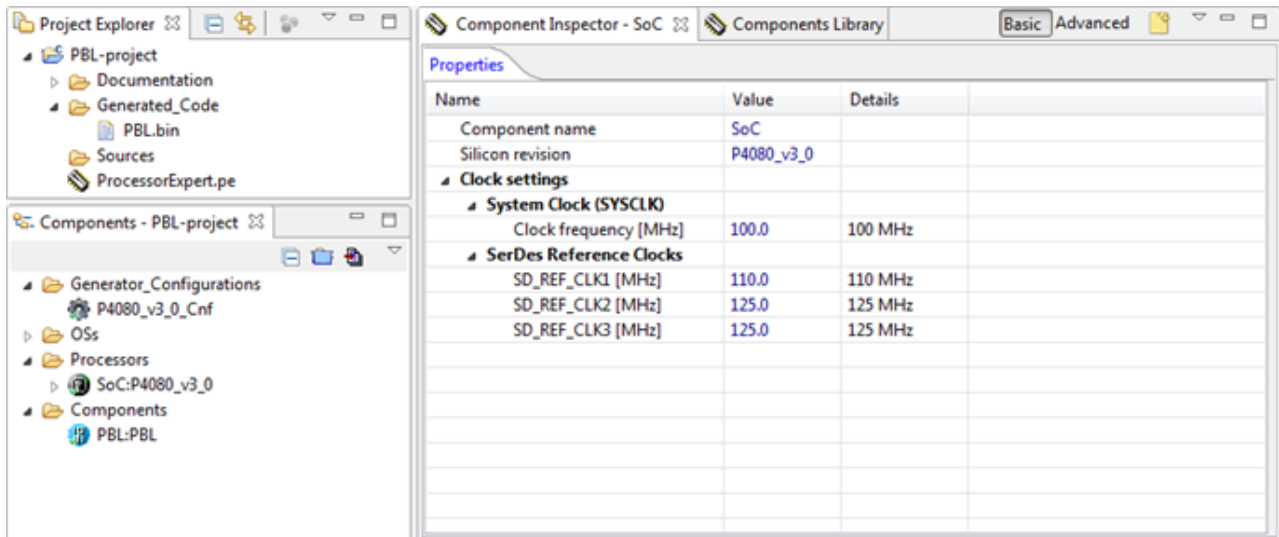 Project Explorer
PBL-project
Documentation
Generated_Code
PBL.bin
Sources
ProcessorExpert.pe
Components - PBL-project
Generator_Configurations
P4080_v3_0_Cnf
OSs
Processors
SoC:P4080_v3_0
Components
PBL:PBL
Component Inspector - SoC Components Library Basic Advanced
Properties
Name Value Details
Component name SoC
Silicon revision P4080_v3_0
Clock settings
System Clock (SYSCLK)
Clock frequency [MHz] 100.0 100 MHz
SerDes Reference Clocks
SD_REF_CLK1 [MHz] 110.0 110 MHz
SD_REF_CLK2 [MHz] 125.0 125 MHz
SD_REF_CLK3 [MHz] 125.0 125 MHz